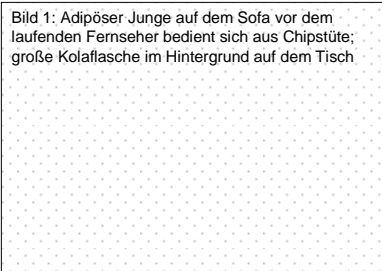 Bild 1: Adipöser Junge auf dem Sofa vor dem
laufenden Fernseher bedient sich aus Chipstüte;
große Kolaflasche im Hintergrund auf dem Tisch